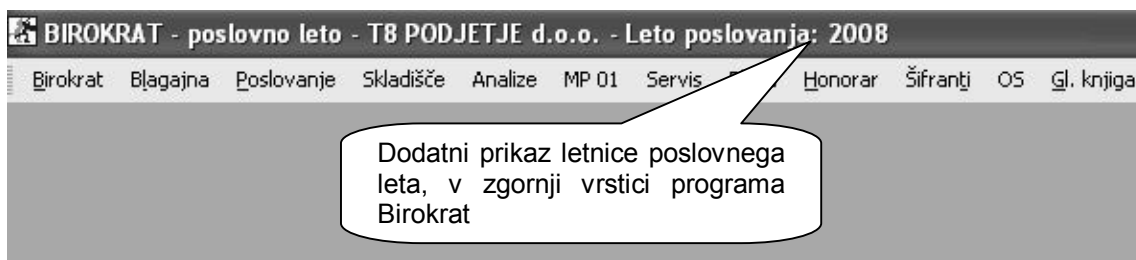 BIROKRAT - poslovno leto - T8 PODJETJE d.o.o. - Leto poslovanja: 2008
Birokrat Blagajna Poslovanje Skladišče Analize MP 01 Servis Honorar Šifranti OS Gl. knjiga
Dodatni prikaz letnice poslovnega
leta, v zgornji vrstici programa
Birokrat